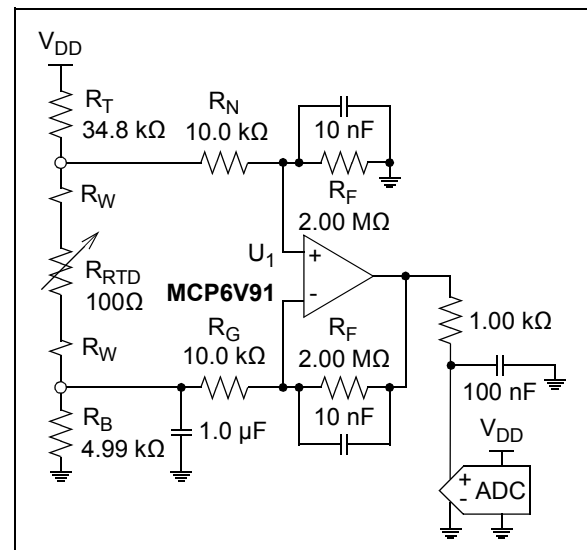 V_DD
R_T
34.8 kΩ
R_N
10.0 kΩ
10 nF
R_F
2.00 MΩ
R_W
R_RTD
100Ω
U_1
+
-
MCP6V91
R_W
R_G
10.0 kΩ
R_F
2.00 MΩ
10 nF
1.00 kΩ
100 nF
R_B
4.99 kΩ
1.0 µF
V_DD
+
-
ADC